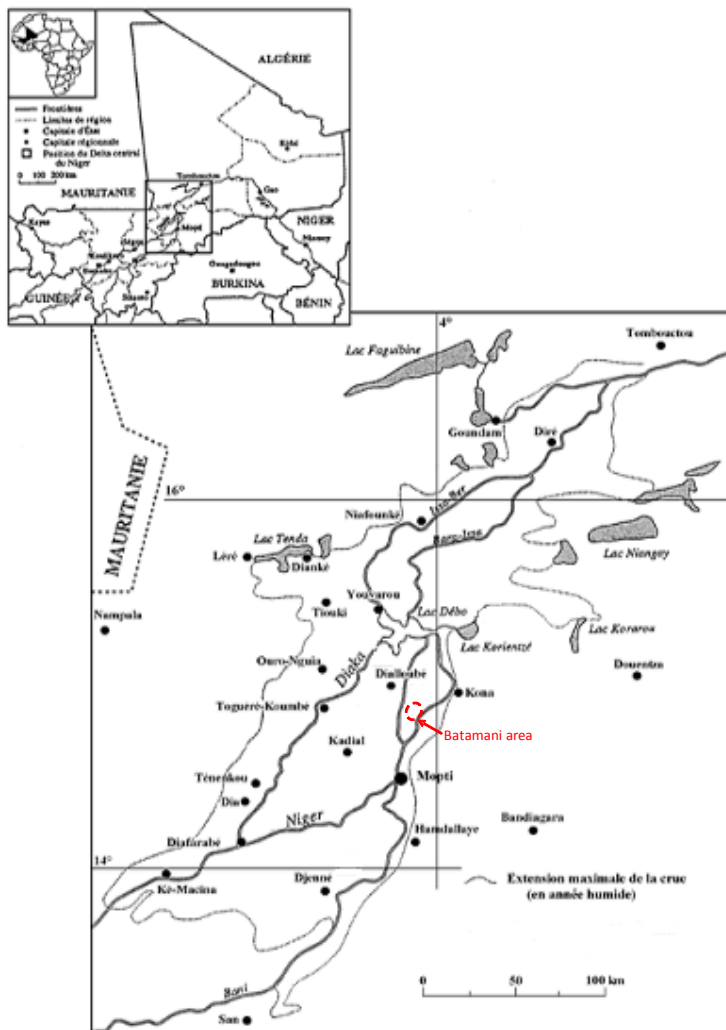 ALGÉRIE
Frontières
Limites de région
Capitale d'État
Capitale régionale
Position du Delta central
du Niger
0 100 200 km
MAURITANIE
Kidal
Tombouctou
Gao
Kayes
Mopti
Ségou
NIGER
Niamey
Ouagadougou
BURKINA
GUINÉE
BÉNIN
4°
Tombouctou
Lac Faguibine
Goundam
Diré
MAURITANIE
16°
Issa-Ber
Niafounké
Bara-Issa
Lac Tenda
Léré
Dianké
Lac Niangay
Youvarou
Tiouki
Lac Débo
Nampala
Lac Korarou
Lac Korientzé
Ouro-Nguia
Diaka
Dialloubé
Douentza
Kona
Toguéré-Koumbé
Batamani area
Kadial
Ténenkou
Mopti
Dia
Niger
Bandiagara
Diafarabé
Hamdallaye
14°
Ké-Macina
Djenné
Extension maximale de la crue
(en année humide)
0 100 km
Bani
San